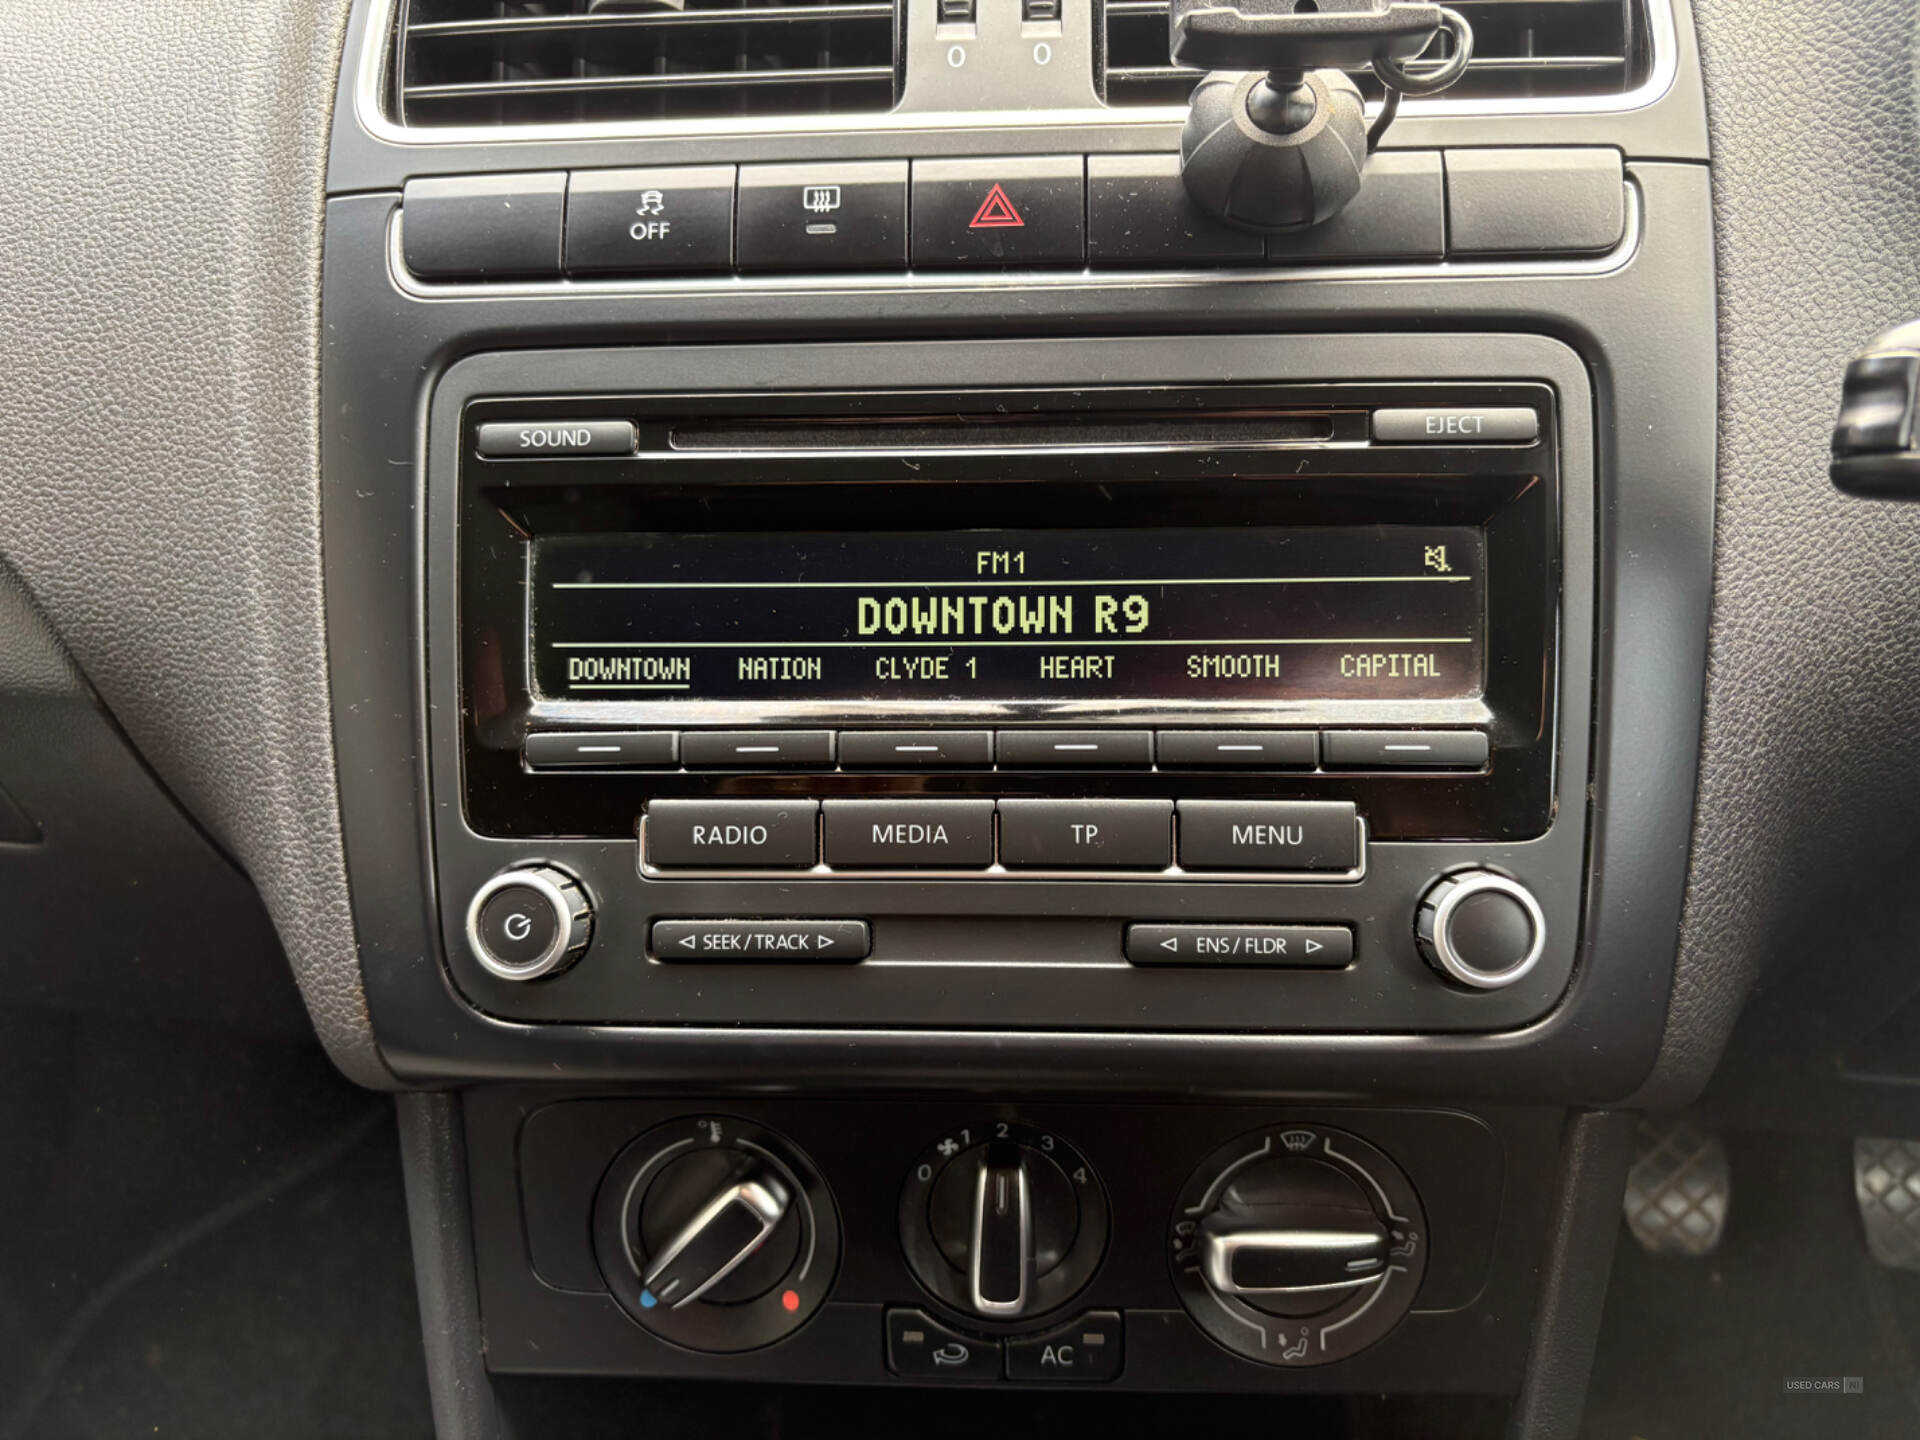 0 0
OFF
SOUND EJECT
FM1
DOWNTOWN R9
DOWNTOWN NATION CLYDE 1 HEART SMOOTH CAPITAL
RADIO MEDIA TP MENU
SEEK / TRACK ENS / FLDR
0 1 2 3 4
AC
USED CARS NI